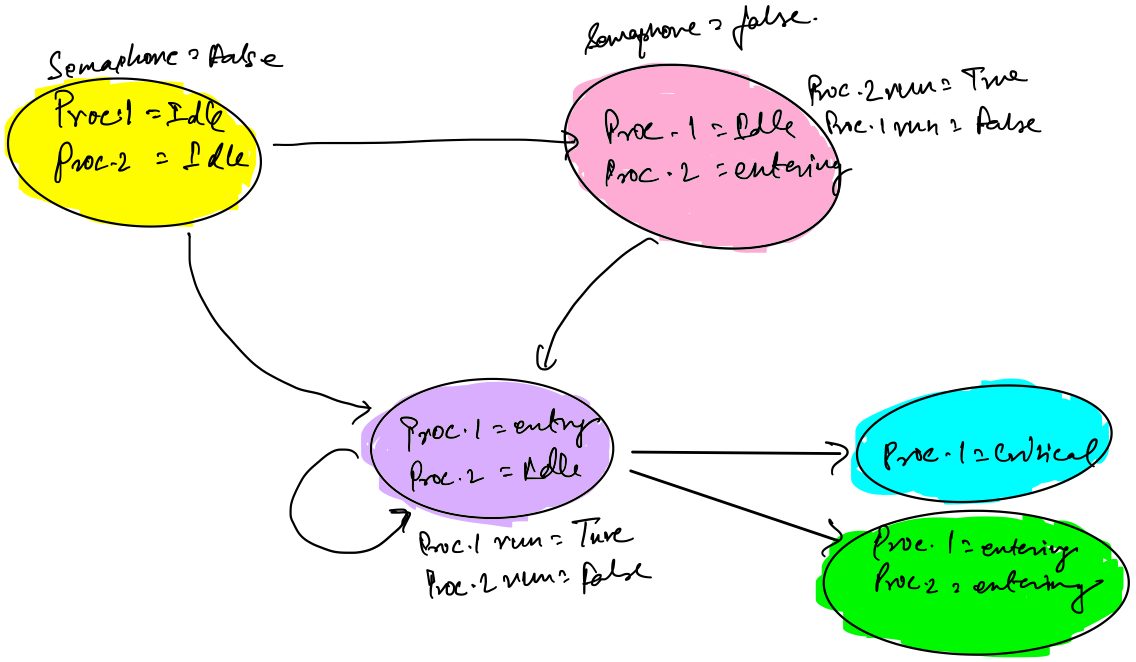 Semaphone = False
Proc.1 = Idle
Proc.2 = Idle
Semaphone = false.
Proc.2 run = True
Proc.1 run = False
Proc.1 = Idle
Proc.2 = entering
Proc.1 = entry
Proc.2 = Idle
Proc.1 run = Ture
Proc.2 run = False
Proc.1 = Critical
Proc.1 = entering
Proc.2 = entering